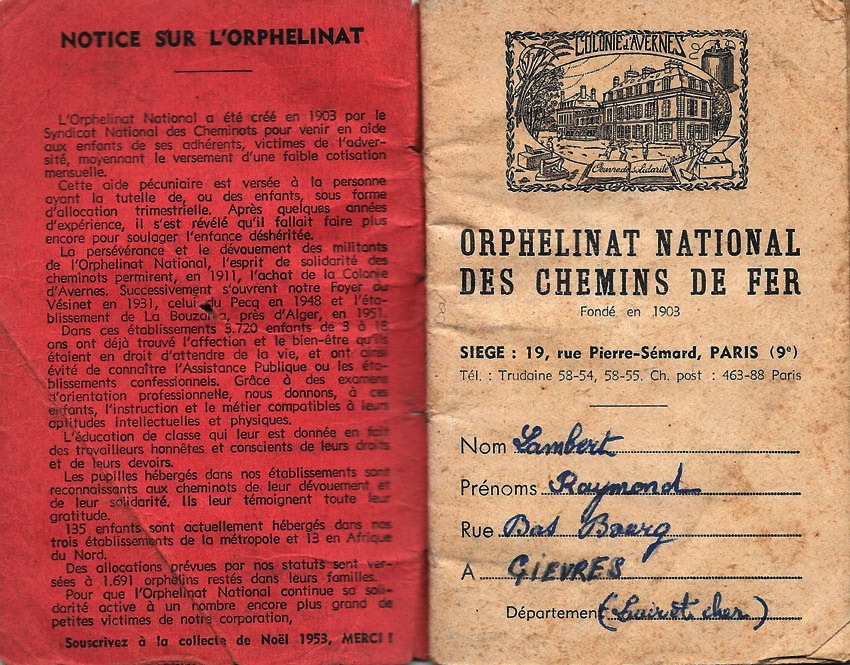 NOTICE SUR L'ORPHELINAT
L'Orphelinat National a été créé en 1903 par le
Syndicat National des Cheminots pour venir en aide
aux enfants de ses adhérents, victimes de l'adver-
sité, moyennant le versement d'une faible cotisation
mensuelle.
Cette aide pécuniaire est versée à la personne
ayant la tutelle de, ou des enfants, sous forme
d'allocation trimestrielle. Après quelques années
d'expérience, il s'est révélé qu'il fallait faire plus
encore pour soulager l'enfance déshéritée.
La persévérance et le dévouement des militants
de l'Orphelinat National, l'esprit de solidarité des
cheminots permirent, en 1911, l'achat de la Colonie
d'Avernes. Successivement s'ouvrent notre Foyer du
Vésinet en 1931, celui du Pecq en 1948 et l'éta-
blissement de La Bouzaréa, près d'Alger, en 1951.
Dans ces établissements 3.720 enfants de 3 à 18
ans ont déjà trouvé l'affection et le bien-être qu'ils
étaient en droit d'attendre de la vie, et ont ainsi
évité de connaître l'Assistance Publique ou les éta-
blissements confessionnels. Grâce à des examens
d'orientation professionnelle, nous donnons, à ces
enfants, l'instruction et le métier compatibles à leurs
aptitudes intellectuelles et physiques.
L'éducation de classe qui leur est donnée en fait
des travailleurs honnêtes et conscients de leurs droits
et de leurs devoirs.
Les pupilles hébergés dans nos établissements sont
reconnaissants aux cheminots de leur dévouement et
de leur solidarité. Ils leur témoignent toute leur
gratitude.
135 enfants sont actuellement hébergés dans nos
trois établissements de la métropole et 13 en Afrique
du Nord.
Des allocations prévues par nos statuts sont ver-
sées à 1.691 orphelins restés dans leurs familles.
Pour que l'Orphelinat National continue sa soli-
darité active à un nombre encore plus grand de
petites victimes de notre corporation,
Souscrivez à la collecte de Noël 1953, MERCI !
COLONIE d'AVERNES
Œuvre de solidarité
ORPHELINAT NATIONAL
DES CHEMINS DE FER
Fondé en 1903
SIEGE : 19, rue Pierre-Sémard, PARIS (9e)
Tél. : Trudaine 58-54, 58-55. Ch. post : 463-88 Paris
Nom Lambert
Prénoms Raymond
Rue Bas Bourg
A GIEVRES
Département (Loir et cher)